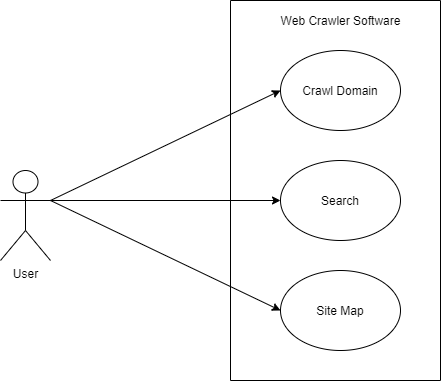 Web Crawler Software
Crawl Domain
Search
User
Site Map